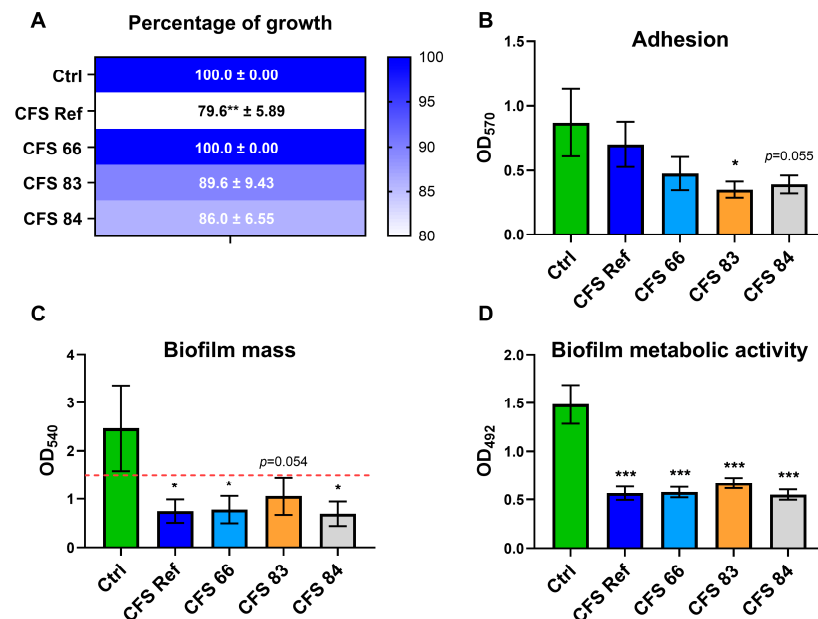 A
Percentage of growth
Ctrl
100.0 ± 0.00
CFS Ref
79.6** ± 5.89
CFS 66
100.0 ± 0.00
CFS 83
89.6 ± 9.43
CFS 84
86.0 ± 6.55
100
95
90
85
80
B
Adhesion
OD570
1.5
1.0
0.5
0.0
*
p=0.055
Ctrl
CFS Ref
CFS 66
CFS 83
CFS 84
C
Biofilm mass
OD540
4
3
2
1
0
*
*
p=0.054
*
Ctrl
CFS Ref
CFS 66
CFS 83
CFS 84
D
Biofilm metabolic activity
OD492
2.0
1.5
1.0
0.5
0.0
***
***
***
***
Ctrl
CFS Ref
CFS 66
CFS 83
CFS 84